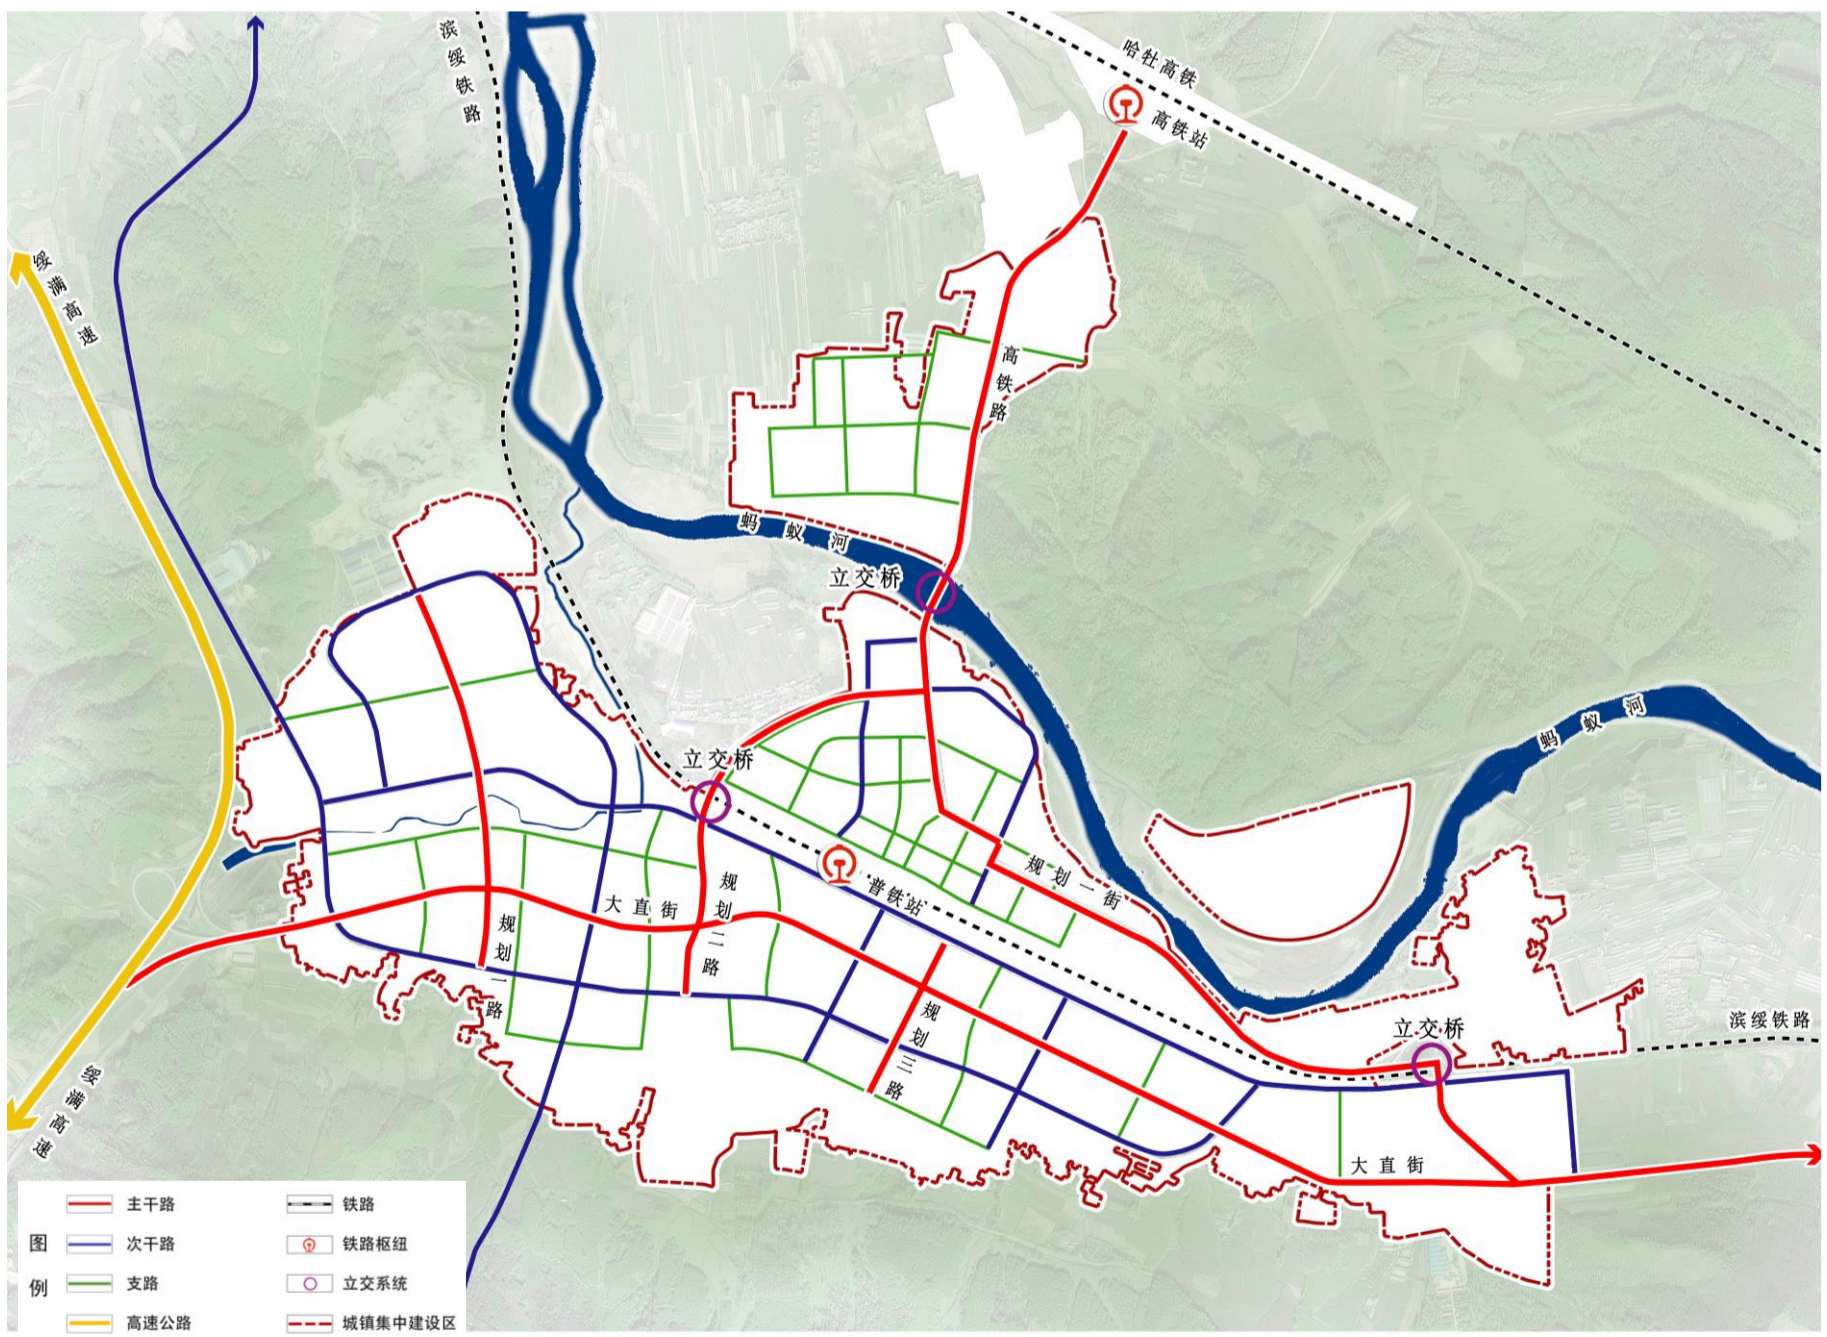 滨绥铁路
哈牡高铁
高铁站
绥满高速
高铁路
蚂蚁河
立交桥
蚂蚁河
立交桥
规划一街
普铁站
规划二路
大直街
规划一路
规划三路
立交桥
滨绥铁路
绥满高速
大直街
图例
主干路
铁路
次干路
铁路枢纽
支路
立交系统
高速公路
城镇集中建设区